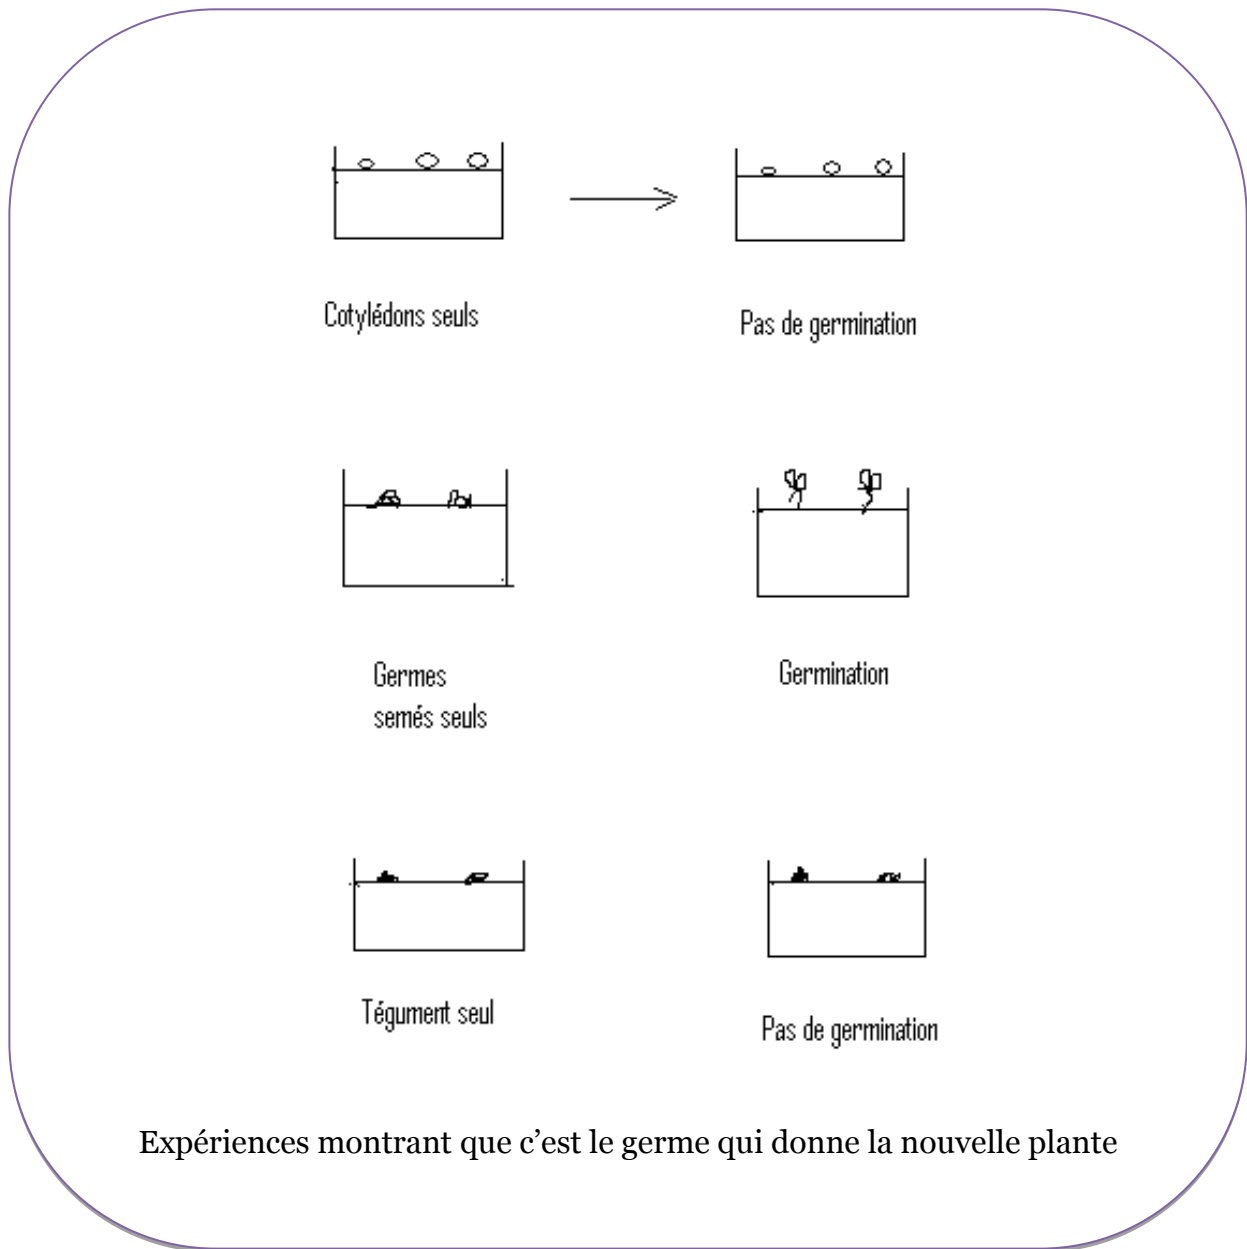 Cotylédons seuls
Pas de germination
Germes
semés seuls
Germination
Tégument seul
Pas de germination
Expériences montrant que c’est le germe qui donne la nouvelle plante